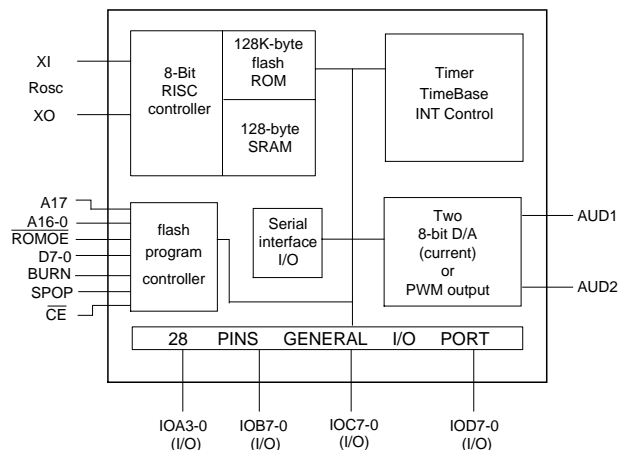 XI
Rosc
XO
8-Bit
RISC
controller
128K-byte
flash
ROM
128-byte
SRAM
Timer
TimeBase
INT Control
A17
A16-0
ROMOE
D7-0
BURN
SPOP
CE
flash
program
controller
Serial
interface
I/O
Two
8-bit D/A
(current)
or
PWM output
AUD1
AUD2
28 PINS GENERAL I/O PORT
IOA3-0
(I/O)
IOB7-0
(I/O)
IOC7-0
(I/O)
IOD7-0
(I/O)